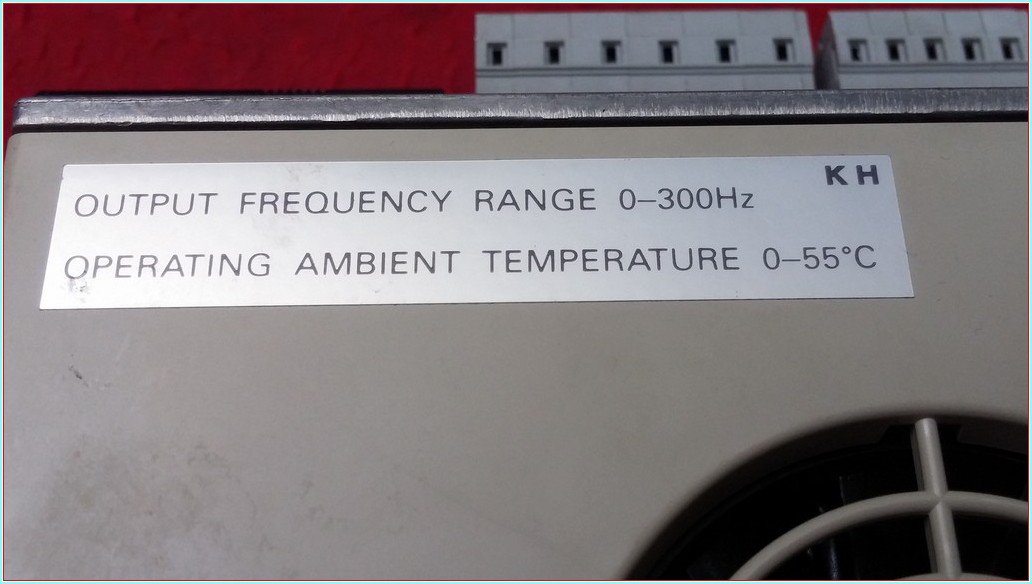 KH
OUTPUT FREQUENCY RANGE 0–300Hz
OPERATING AMBIENT TEMPERATURE 0–55°C